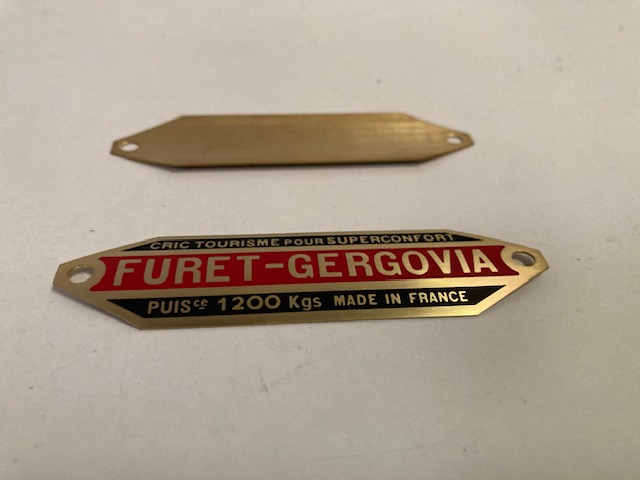 CRIC TOURISME POUR SUPERCONFORT
FURET-GERGOVIA
PUISce 1200 Kgs MADE IN FRANCE